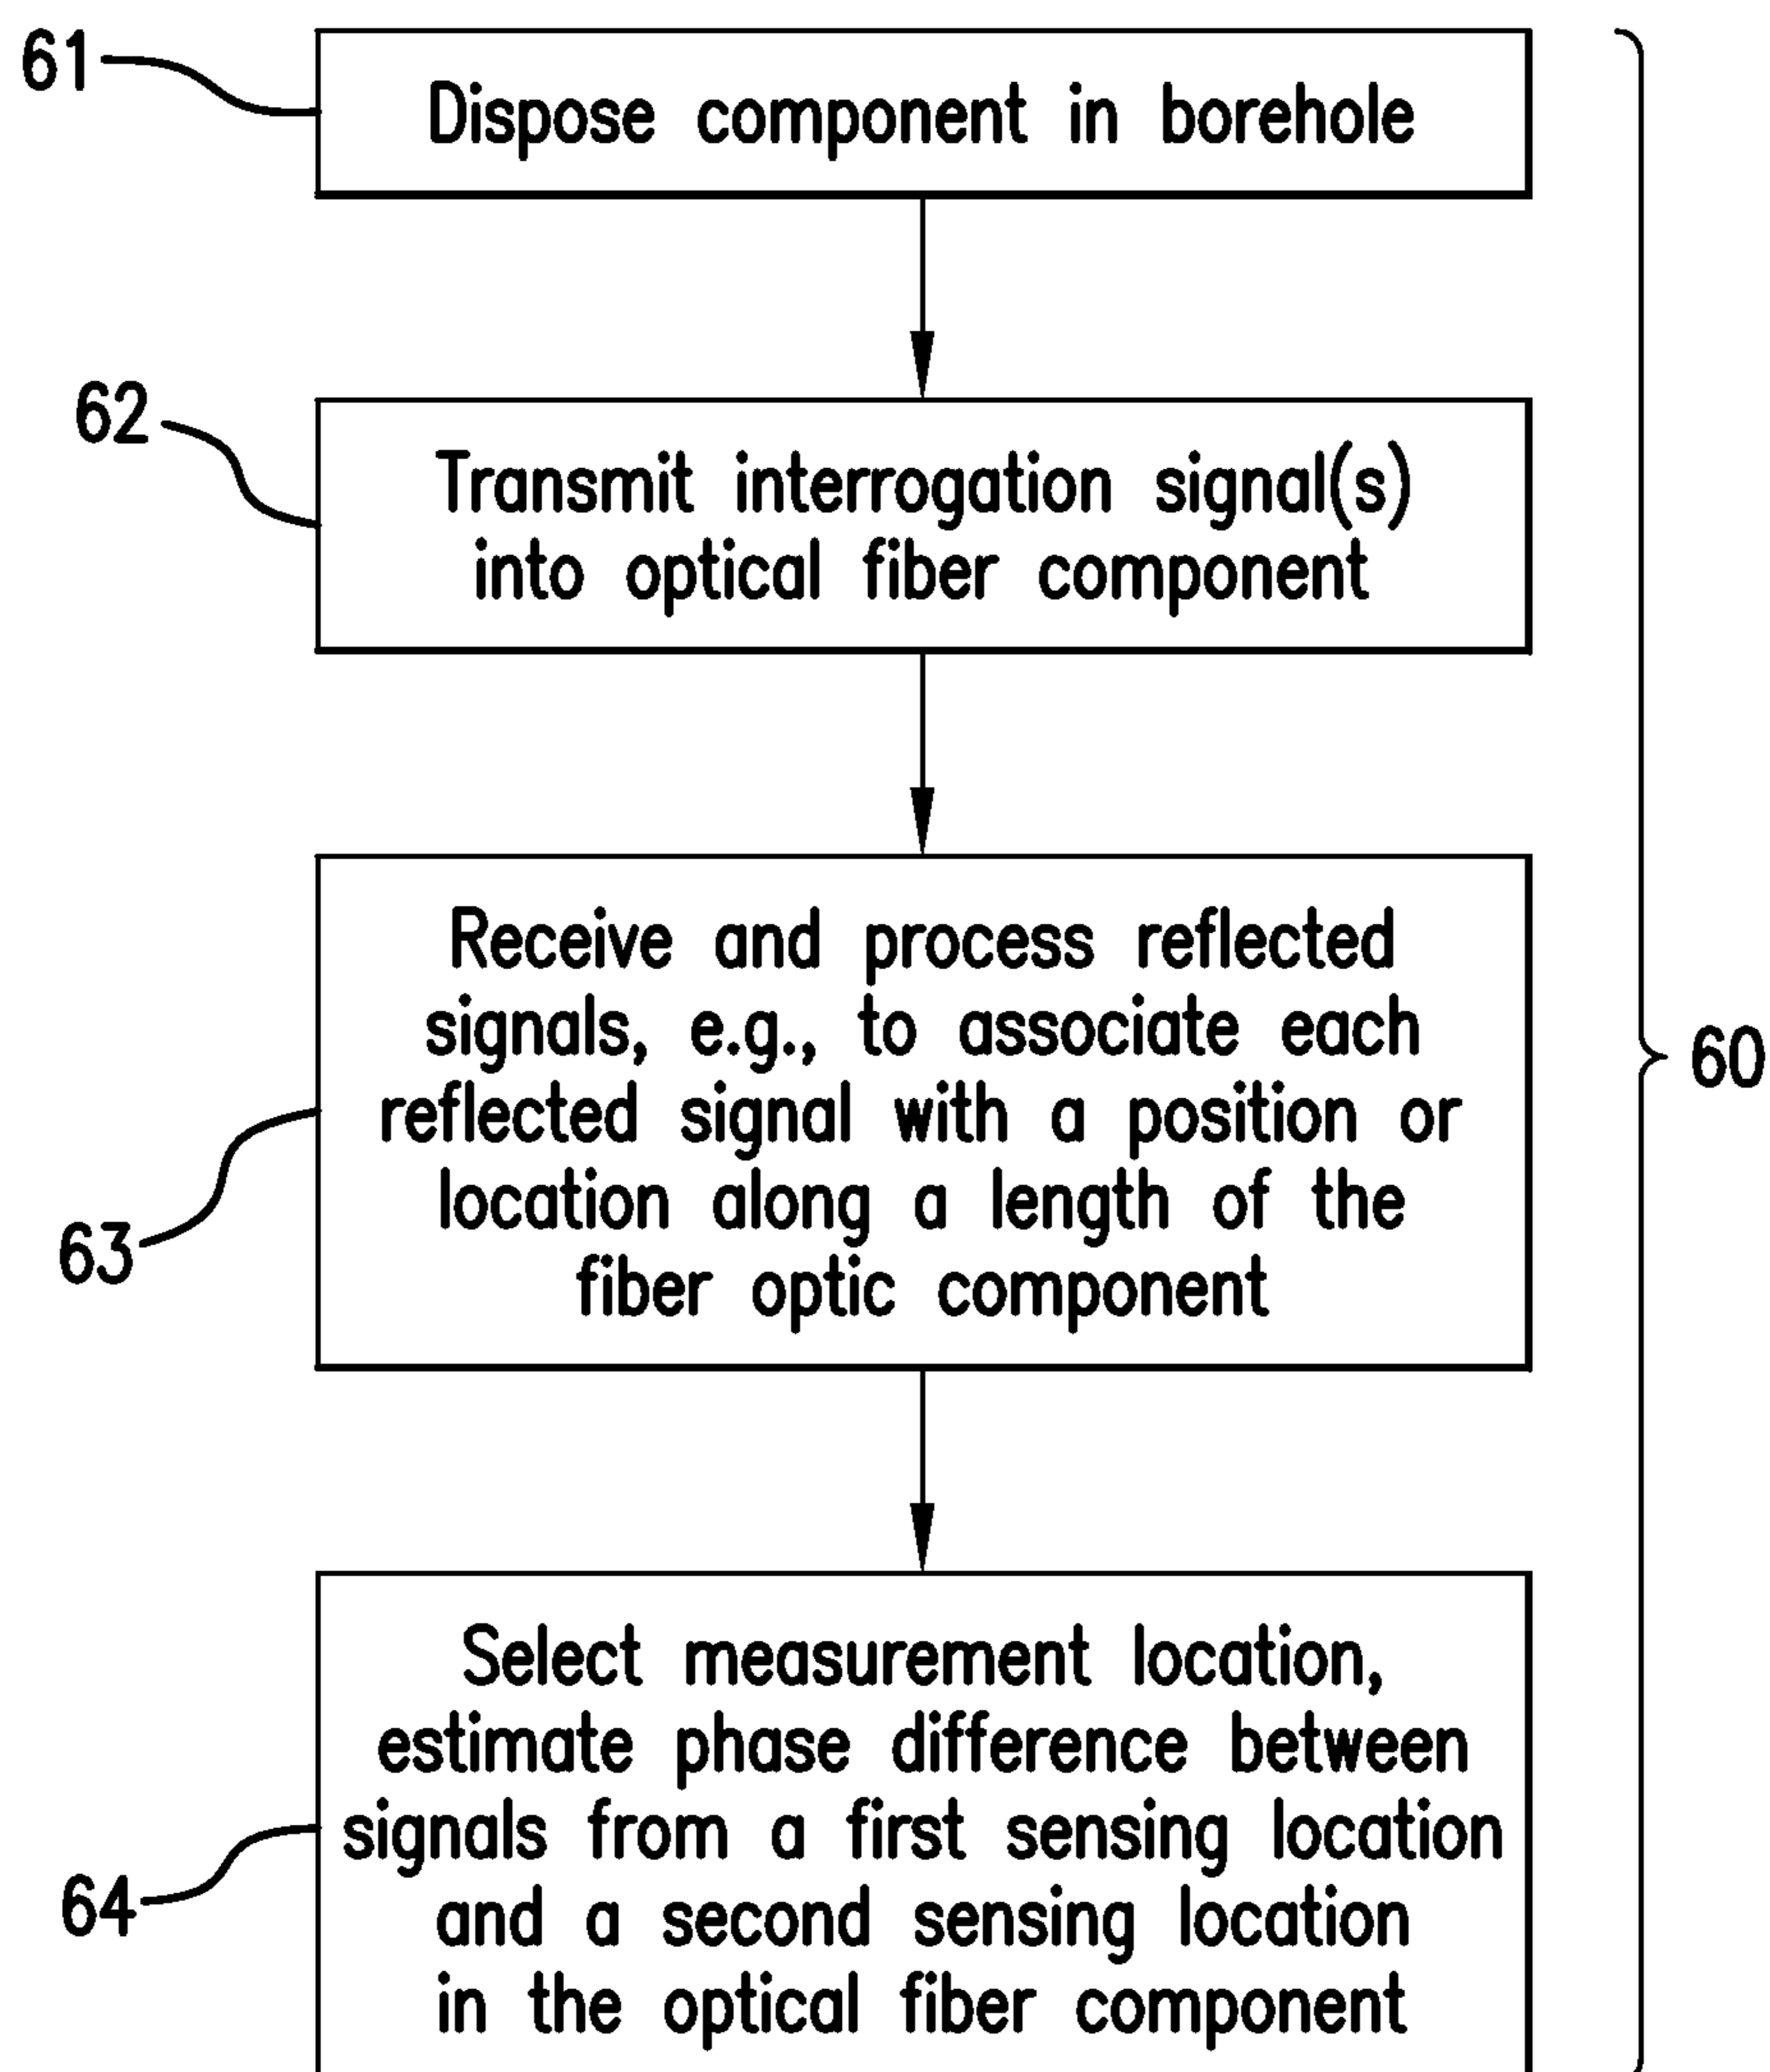 61
Dispose component in borehole
62
Transmit interrogation signal(s)
into optical fiber component
Receive and process reflected
signals, e.g., to associate each
reflected signal with a position or
location along a length of the
fiber optic component
60
63
Select measurement location,
estimate phase difference between
signals from a first sensing location
and a second sensing location
in the optical fiber component
64